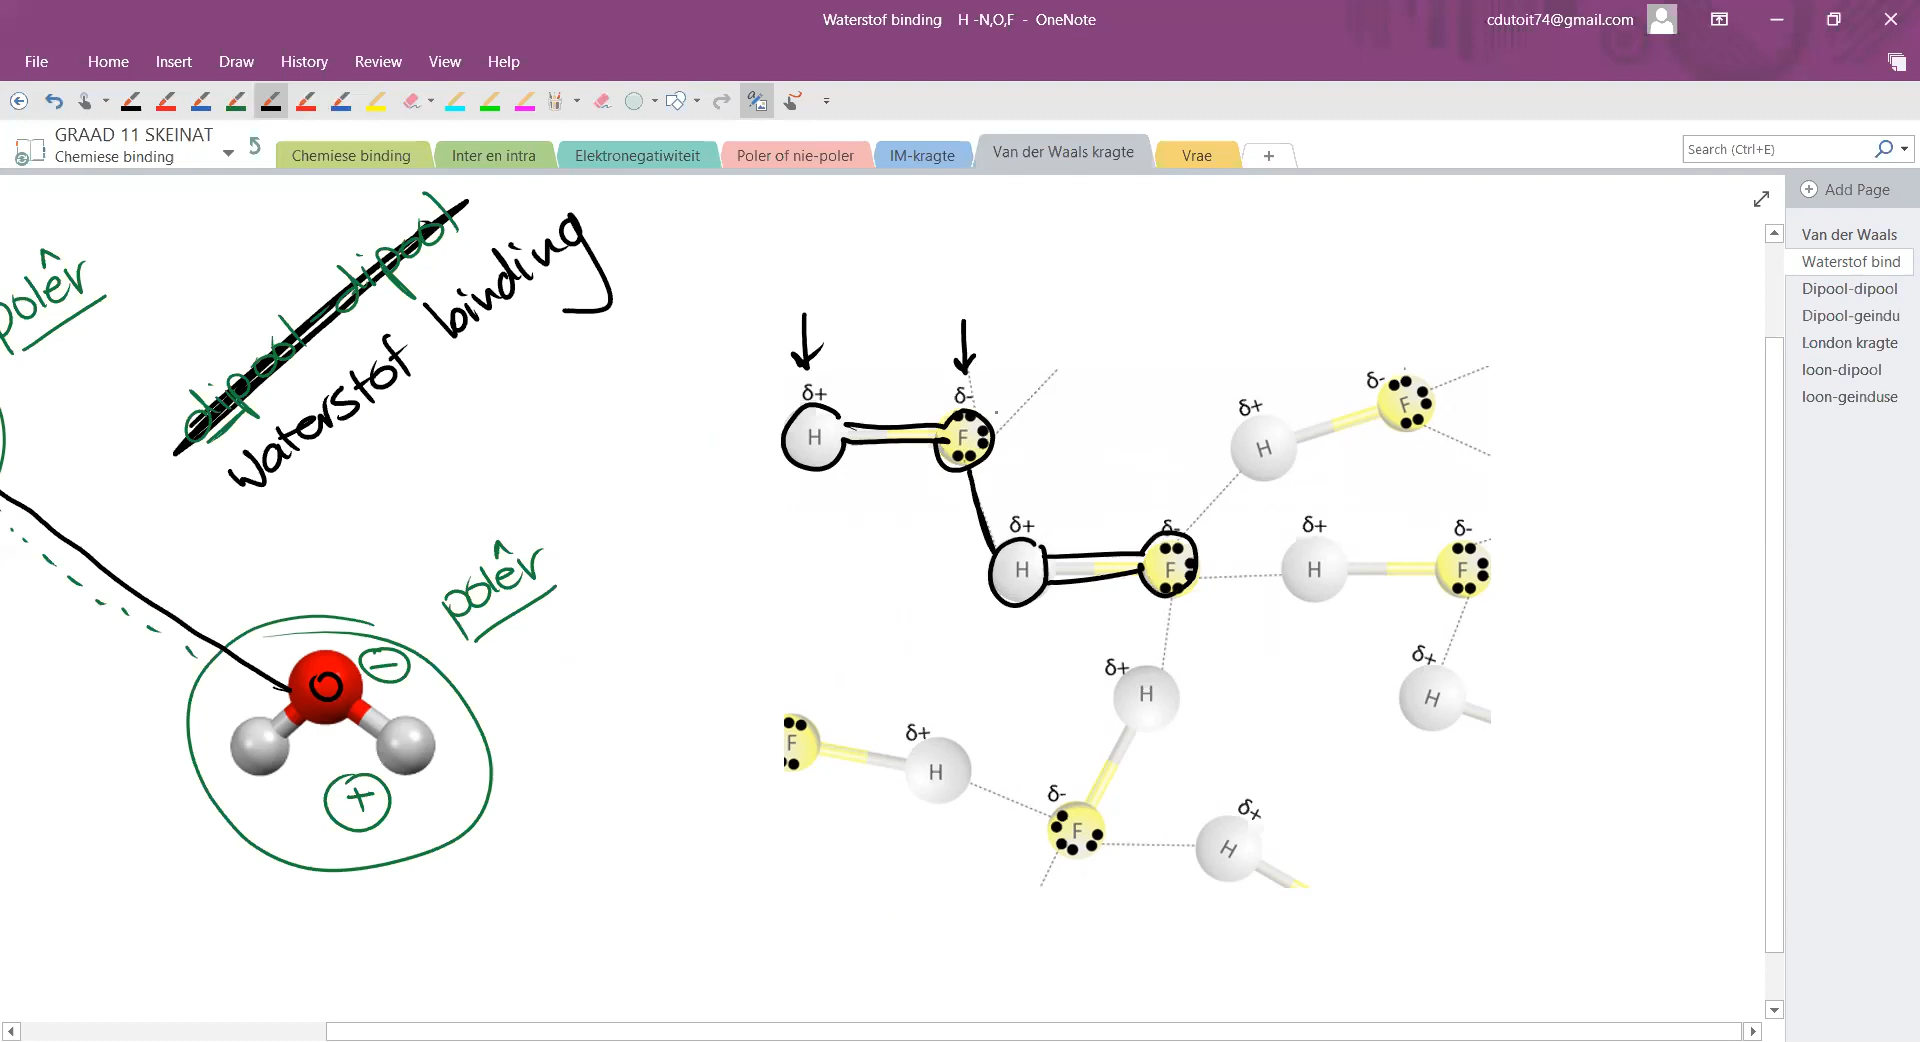 Waterstof binding    H -N,O,F  -  OneNote
cdutoit74@gmail.com
File Home Insert Draw History Review View Help
GRAAD 11 SKEINAT
Chemiese binding
Chemiese binding Inter en intra Elektronegatiwiteit Poler of nie-poler IM-kragte Van der Waals kragte Vrae +
Search (Ctrl+E)
Add Page
Van der Waals
Waterstof bind
Dipool-dipool
Dipool-geindu
London kragte
Ioon-dipool
Ioon-geinduse
polêr
dipool-dipool
waterstof binding
polêr
O
−
+
δ+ δ-
H F
δ+ δ-
H F
δ+ δ-
H F
δ+ δ-
H F
δ+
H
δ+
H
F
δ+
H
δ-
F
δ+
H